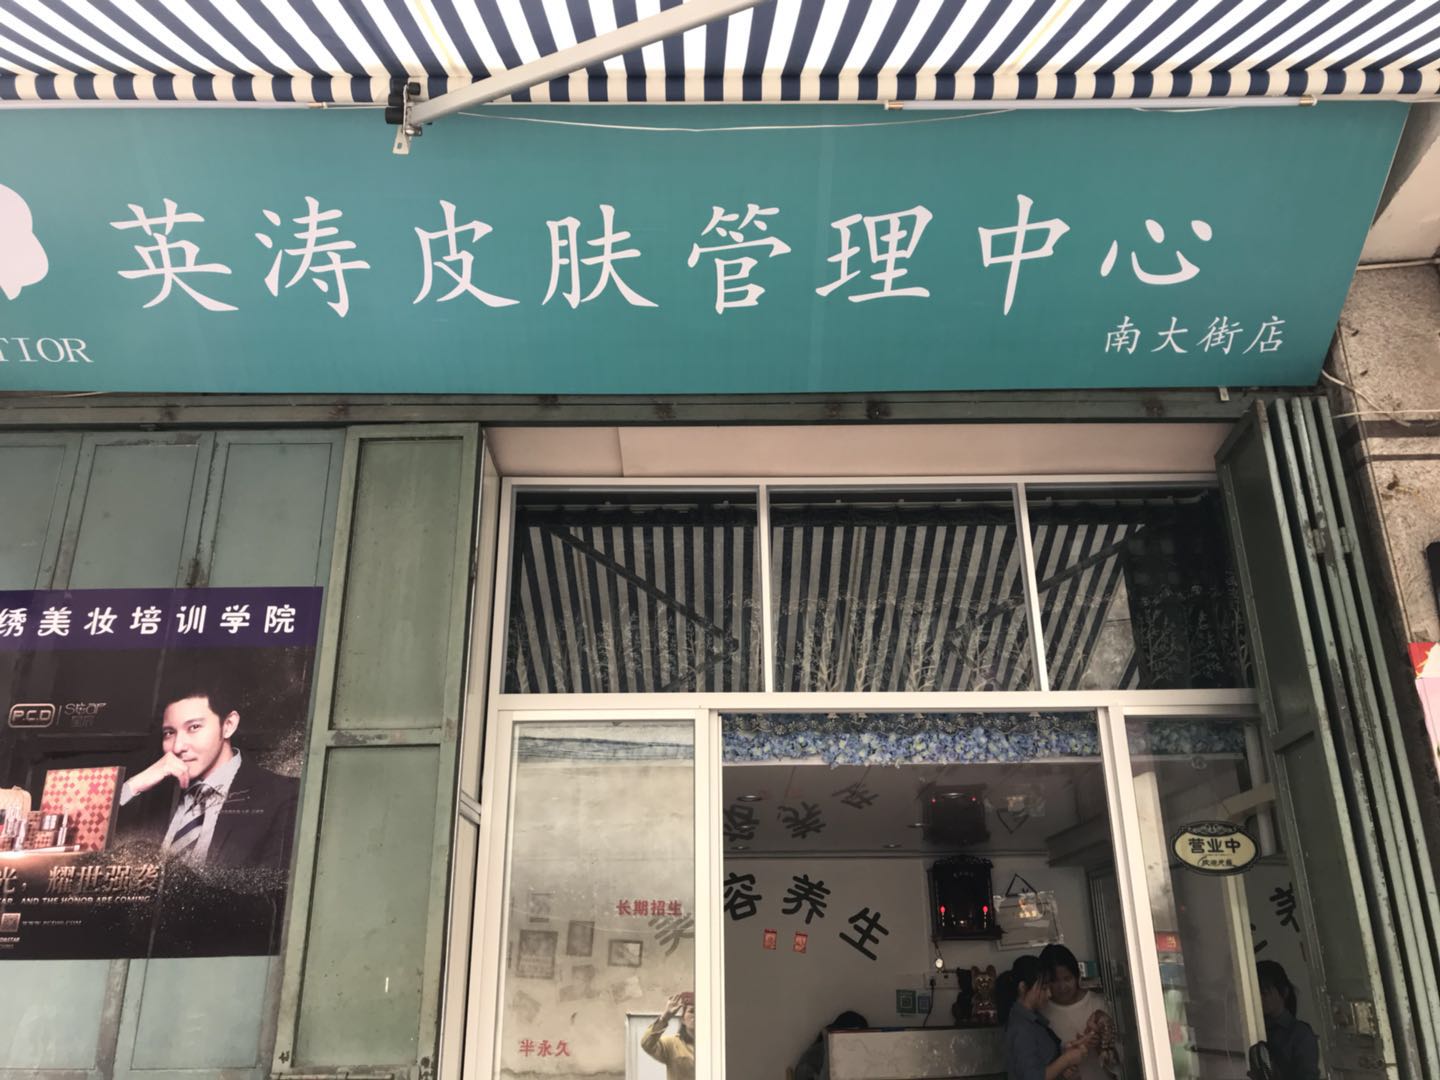 英涛皮肤管理中心
TIOR
南大街店
绣美妆培训学院
P.C.D
光，耀世强袭
AND THE HONOR ARE COMING
长期招生
美容养生
营业中
半永久